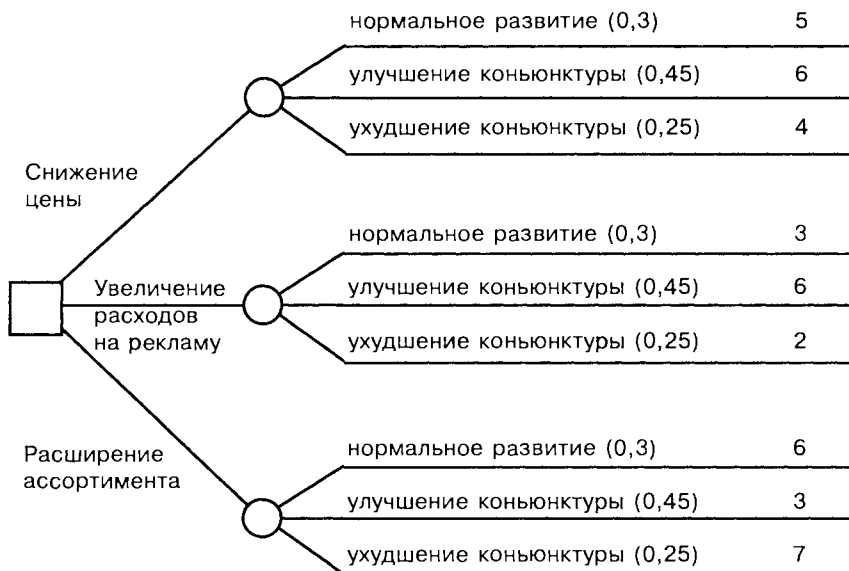 нормальное развитие (0,3) 5
улучшение коньюнктуры (0,45) 6
ухудшение коньюнктуры (0,25) 4
Снижение
цены
нормальное развитие (0,3) 3
улучшение коньюнктуры (0,45) 6
ухудшение коньюнктуры (0,25) 2
Увеличение
расходов
на рекламу
нормальное развитие (0,3) 6
улучшение коньюнктуры (0,45) 3
ухудшение коньюнктуры (0,25) 7
Расширение
ассортимента